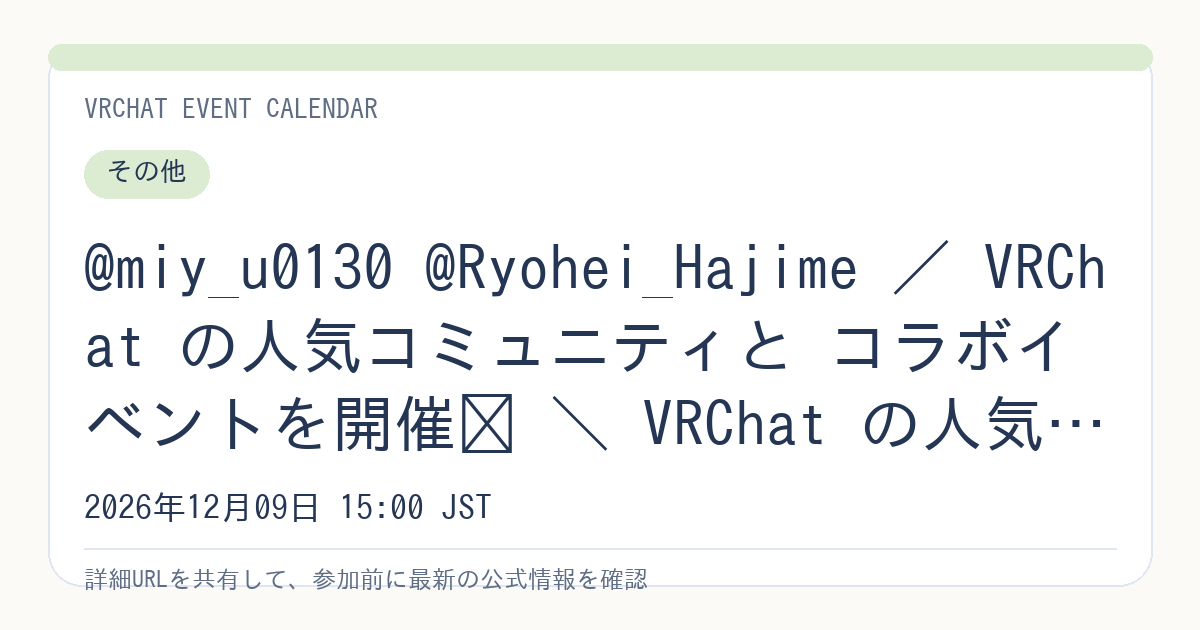 VRCHAT EVENT CALENDAR
その他
@miy_u0130 @Ryohei_Hajime ／ VRCh
at の人気コミュニティと コラボイ
ベントを開催 ＼ VRChat の人気…
2026年12月09日 15:00 JST
詳細URLを共有して、参加前に最新の公式情報を確認